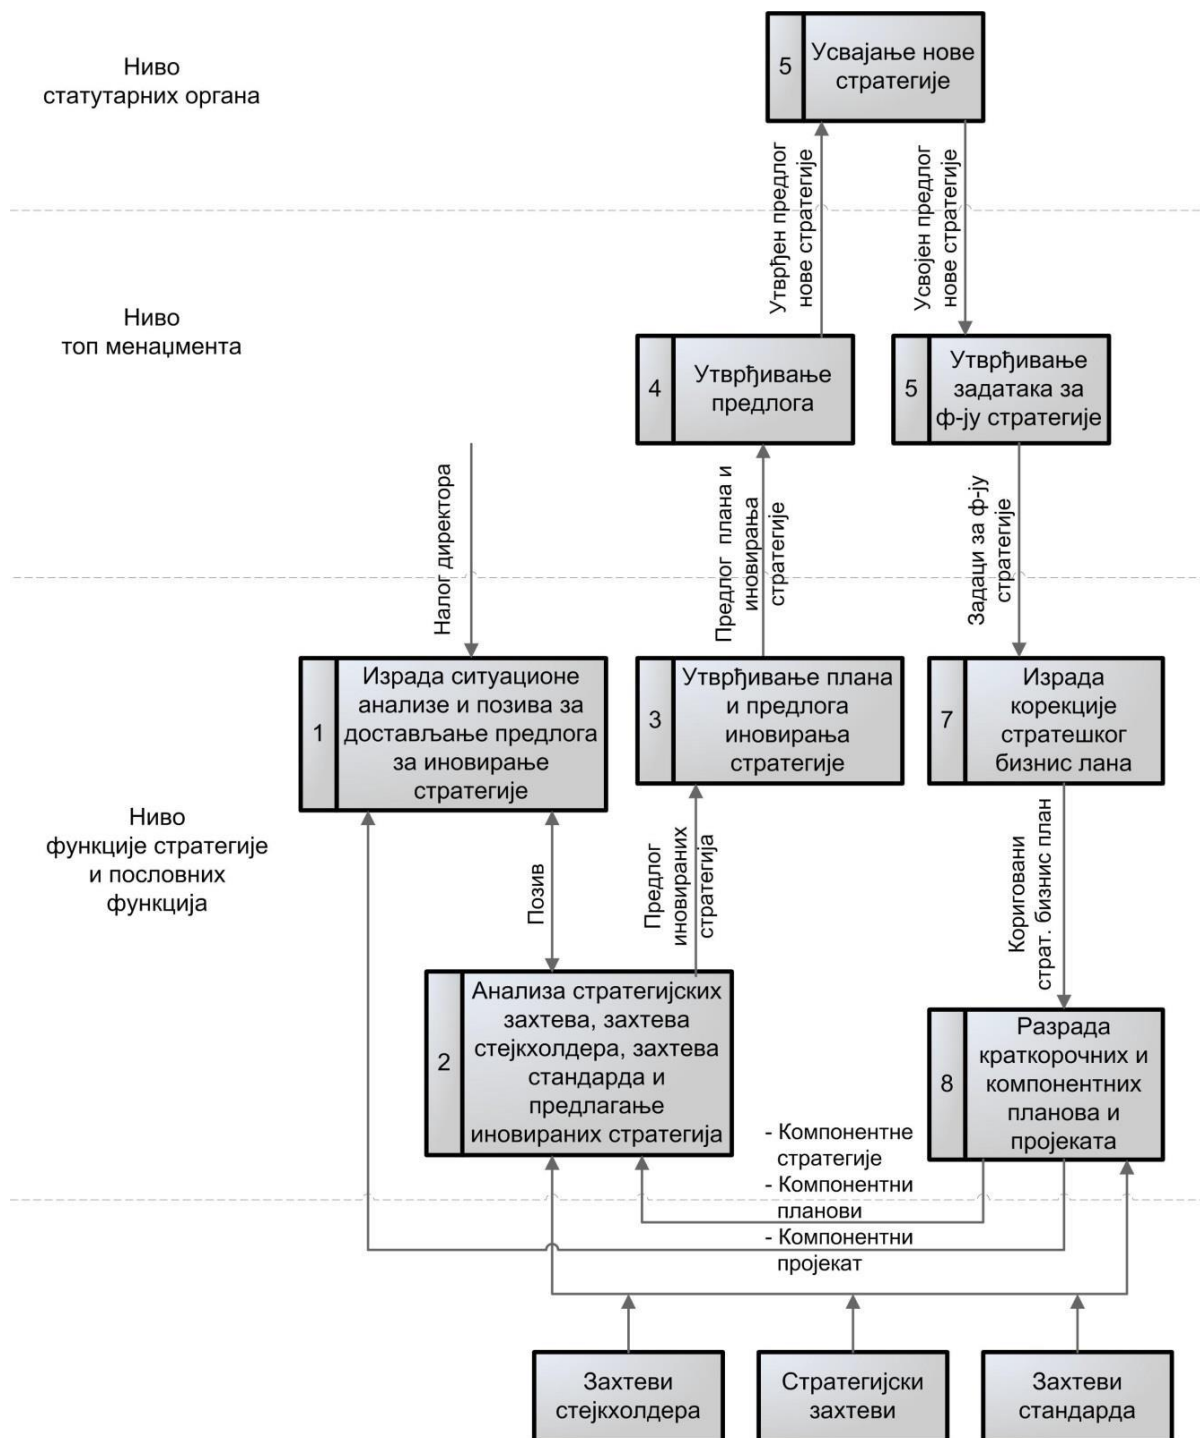 Ниво
статутарних органа
5
Усвајање нове
стратегије
Утврђен предлог
нове стратегије
Усвојен предлог
нове стратегије
Ниво
топ менаџмента
4
Утврђивање
предлога
5
Утврђивање
задатака за
ф-ју стратегије
Налог директора
Предлог плана и
иновирања
стратегије
Задаци за ф-ју
стратегије
1
Израда ситуационе
анализе и позива за
достављање предлога
за иновирање
стратегије
3
Утврђивање плана
и предлога
иновирања
стратегије
7
Израда
корекције
стратешког
бизнис лана
Ниво
функције стратегије
и пословних
функција
Позив
Предлог
иновираних
стратегија
Кориговани
страт. бизнис план
2
Анализа стратегијских
захтева, захтева
стејкхолдера, захтева
стандарда и
предлагање
иновираних стратегија
8
Разрада
краткорочних и
компонентних
планова и
пројеката
- Компонентне
стратегије
- Компонентни
планови
- Компонентни
пројекат
Захтеви
стејкхолдера
Стратегијски
захтеви
Захтеви
стандарда